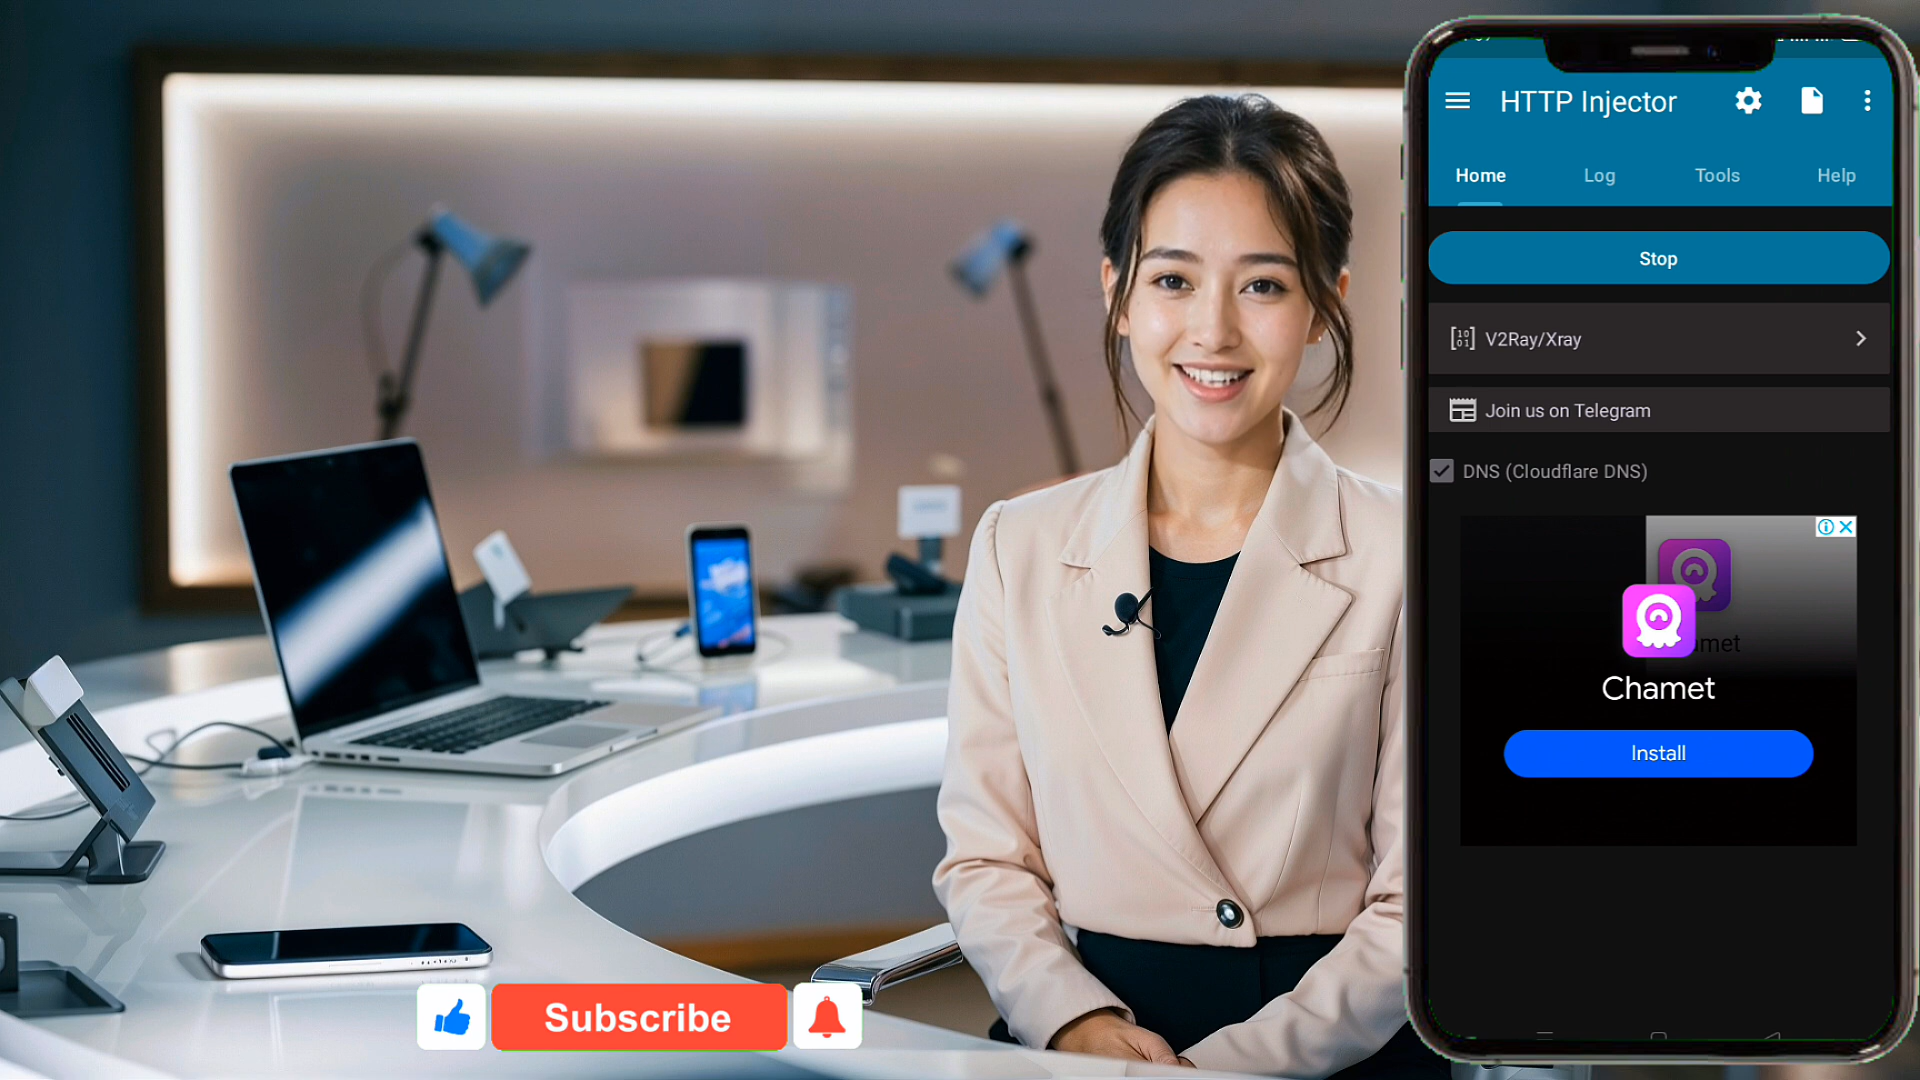 HTTP Injector
Home
Log
Tools
Help
Stop
V2Ray/Xray
Join us on Telegram
DNS (Cloudflare DNS)
Chamet
Install
Subscribe